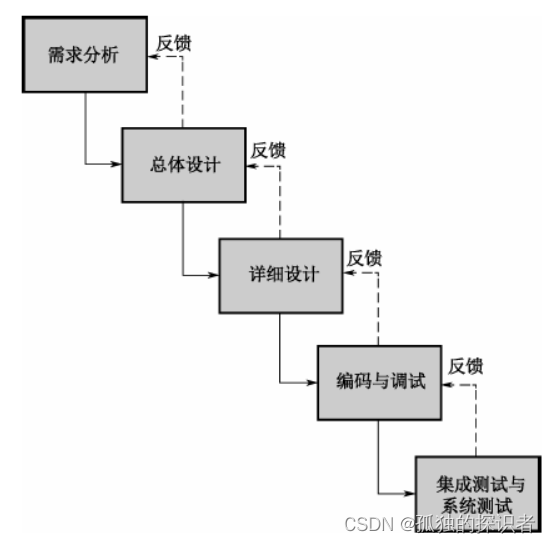 需求分析
反馈
总体设计
反馈
详细设计
反馈
编码与调试
反馈
集成测试与
系统测试
CSDN @孤独的探识者